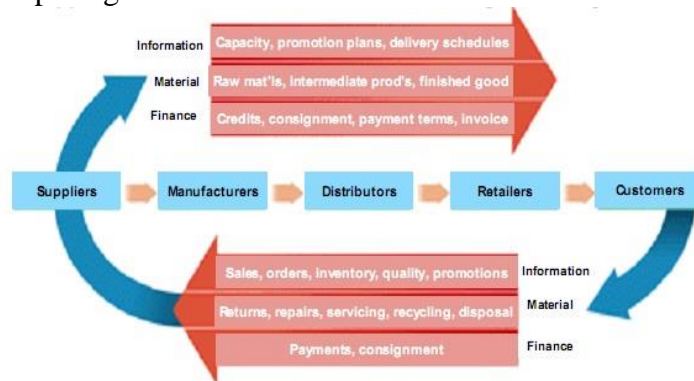 Information Capacity, promotion plans, delivery schedules
Material Raw mat'ls, intermediate prod's, finished good
Finance Credits, consignment, payment terms, invoice
Suppliers Manufacturers Distributors Retailers Customers
Sales, orders, inventory, quality, promotions Information
Returns, repairs, servicing, recycling, disposal Material
Payments, consignment Finance